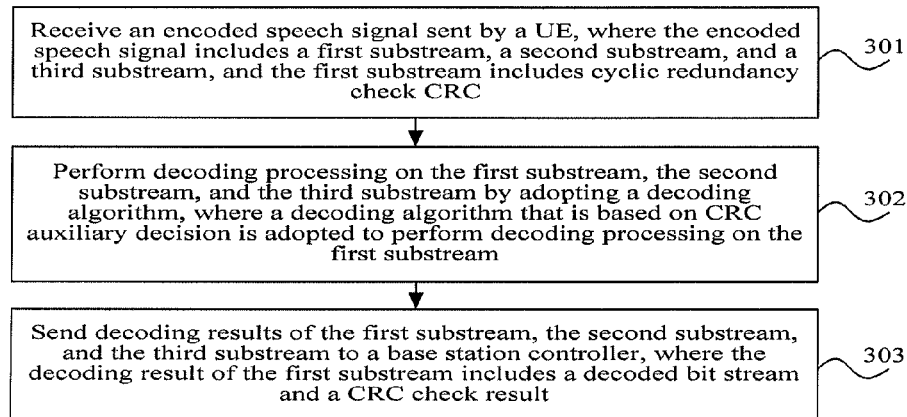 Receive an encoded speech signal sent by a UE, where the encoded
speech signal includes a first substream, a second substream, and a
third substream, and the first substream includes cyclic redundancy
check CRC
301
Perform decoding processing on the first substream, the second
substream, and the third substream by adopting a decoding
algorithm, where a decoding algorithm that is based on CRC
auxiliary decision is adopted to perform decoding processing on the
first substream
302
Send decoding results of the first substream, the second substream,
and the third substream to a base station controller, where the
decoding result of the first substream includes a decoded bit stream
and a CRC check result
303